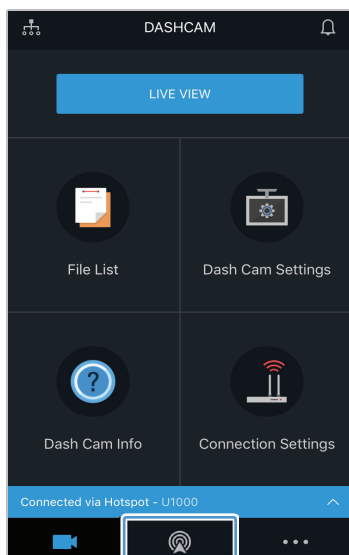 DASHCAM
LIVE VIEW
File List
Dash Cam Settings
?
Dash Cam Info
Connection Settings
Connected via Hotspot - U1000